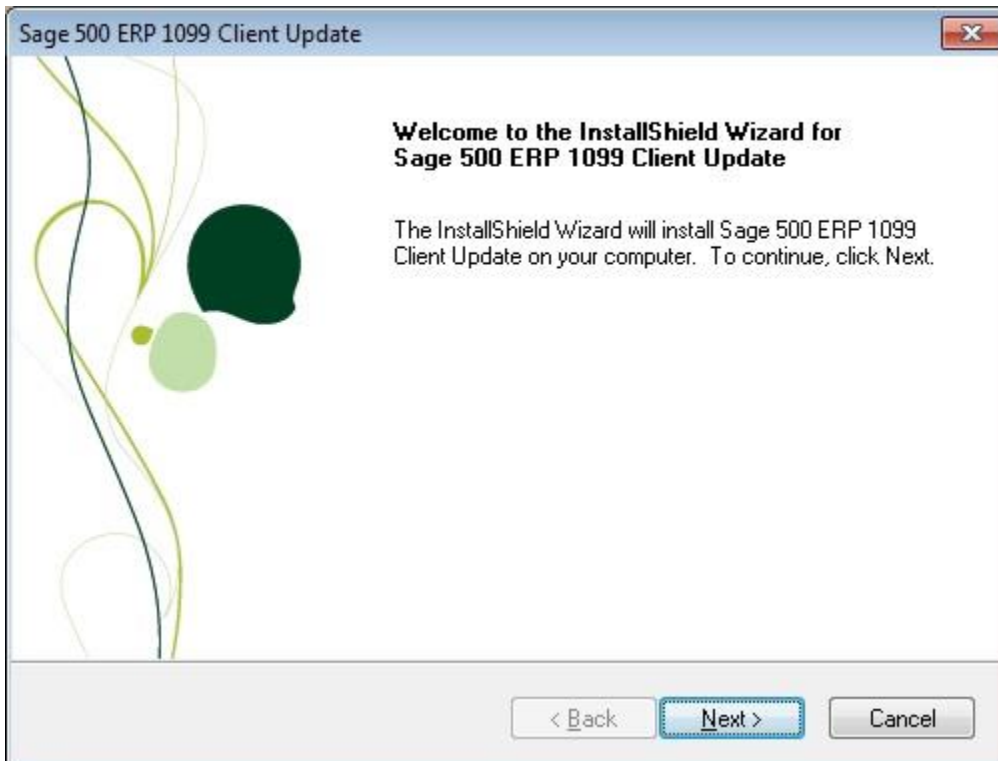 Sage 500 ERP 1099 Client Update
Welcome to the InstallShield Wizard for
Sage 500 ERP 1099 Client Update
The InstallShield Wizard will install Sage 500 ERP 1099
Client Update on your computer. To continue, click Next.
< Back
Next >
Cancel